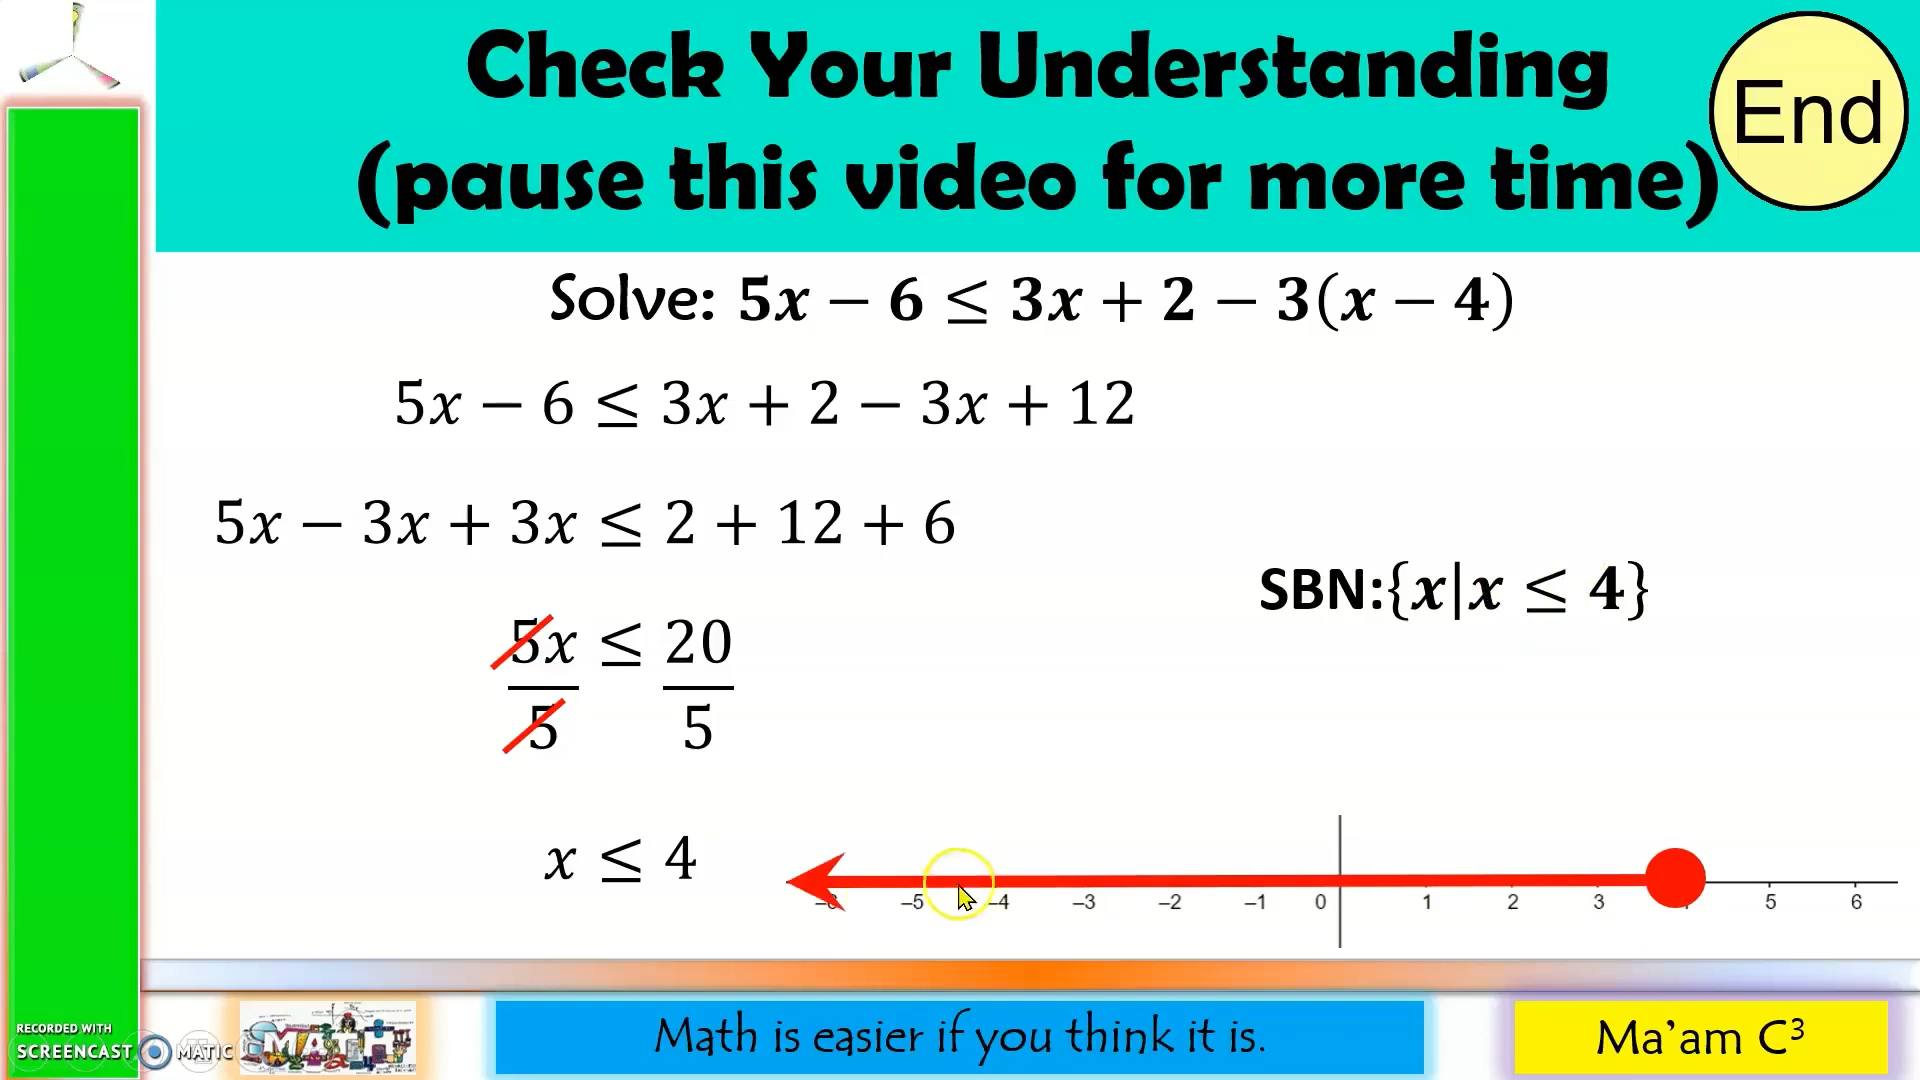 Check Your Understanding
(pause this video for more time)
End
Solve: 5x − 6 ≤ 3x + 2 − 3(x − 4)
5x − 6 ≤ 3x + 2 − 3x + 12
5x − 3x + 3x ≤ 2 + 12 + 6
SBN:{x|x ≤ 4}
5x ≤ 20
5 5
x ≤ 4
−5 −4 −3 −2 −1 0 1 2 3 5 6
RECORDED WITH
SCREENCAST MATIC
MATH
Math is easier if you think it is.
Ma'am C³